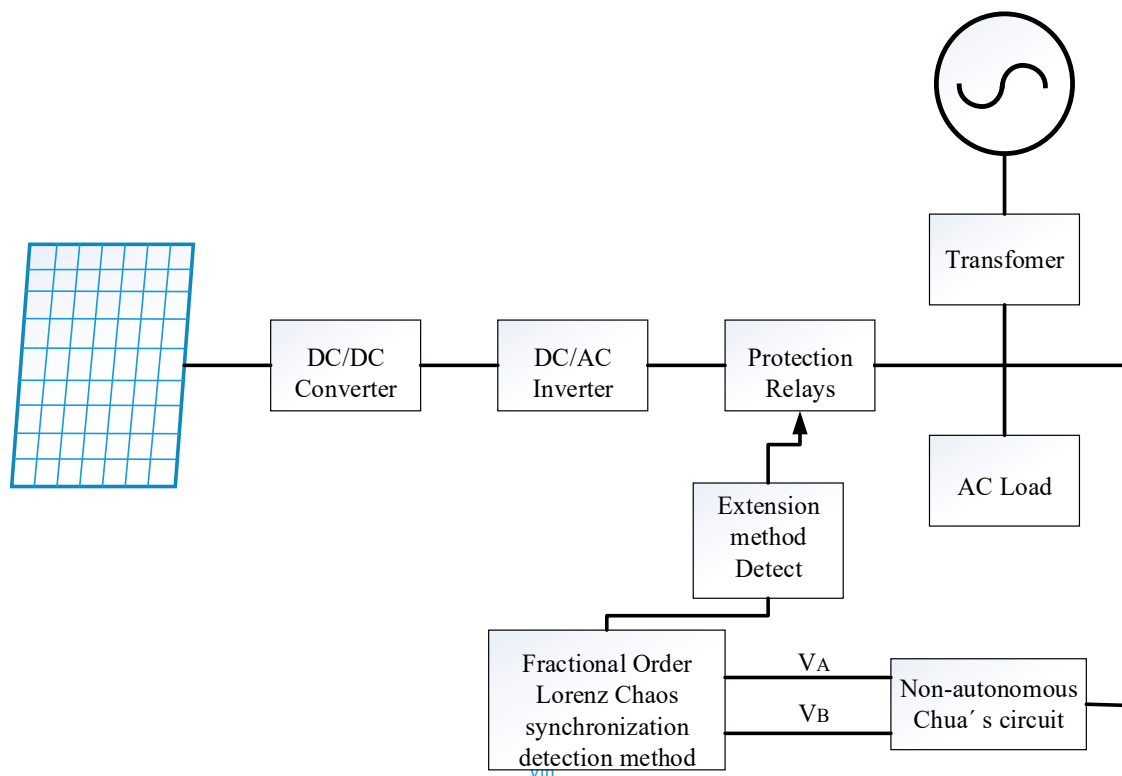 Transfomer
DC/DC
Converter
DC/AC
Inverter
Protection
Relays
AC Load
Extension
method
Detect
Fractional Order
Lorenz Chaos
synchronization
detection method
VA
VB
Non-autonomous
Chua´ s circuit